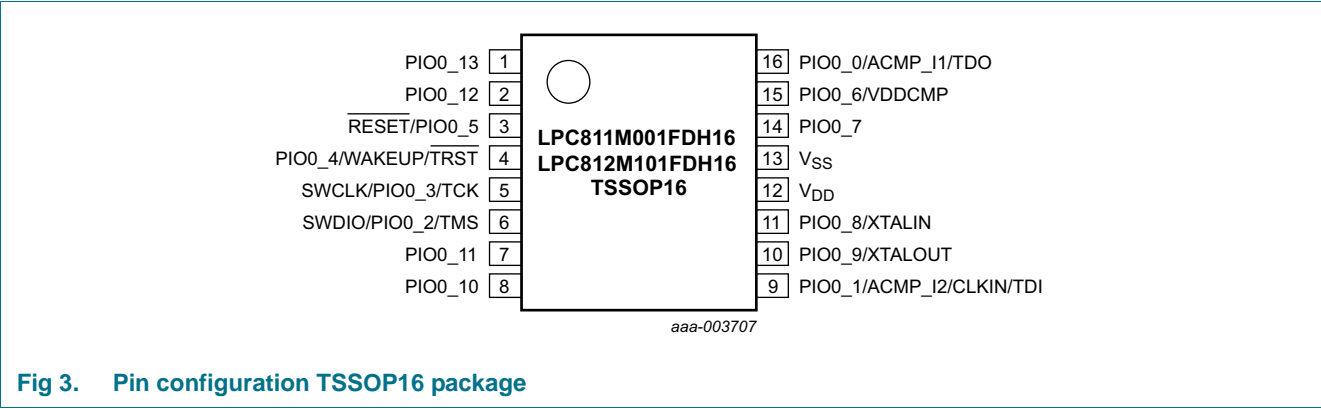 PIO0_13 1
PIO0_12 2
RESET/PIO0_5 3
PIO0_4/WAKEUP/TRST 4
SWCLK/PIO0_3/TCK 5
SWDIO/PIO0_2/TMS 6
PIO0_11 7
PIO0_10 8
LPC811M001FDH16
LPC812M101FDH16
TSSOP16
16 PIO0_0/ACMP_I1/TDO
15 PIO0_6/VDDCMP
14 PIO0_7
13 VSS
12 VDD
11 PIO0_8/XTALIN
10 PIO0_9/XTALOUT
9 PIO0_1/ACMP_I2/CLKIN/TDI
aaa-003707
Fig 3. Pin configuration TSSOP16 package